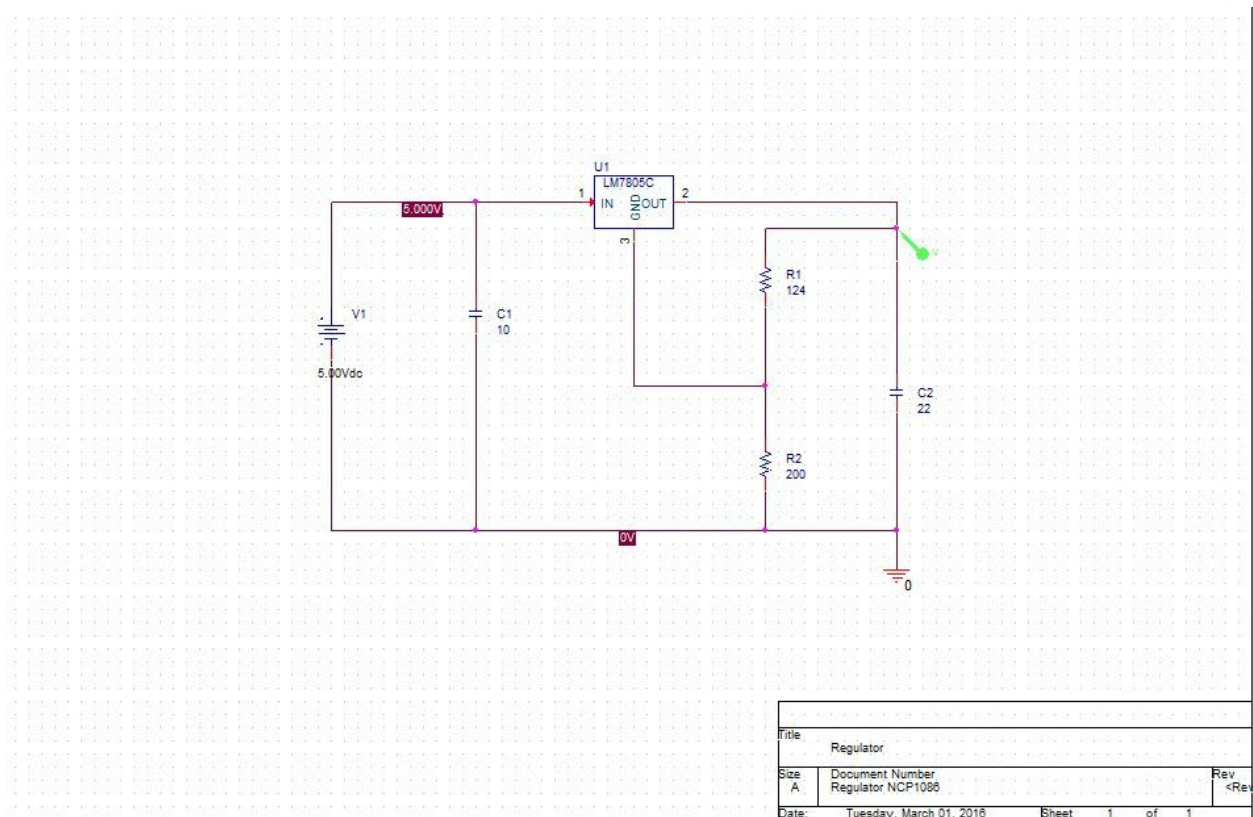 U1
LM7805C
1
IN
GND
OUT
2
3
5.000V
V1
5.00Vdc
C1
10
R1
124
C2
22
R2
200
0V
0
Title
Regulator
Size
A
Document Number
Regulator NCP1086
Rev
<Rev
Date:
Tuesday, March 01, 2016
Sheet
1
of
1